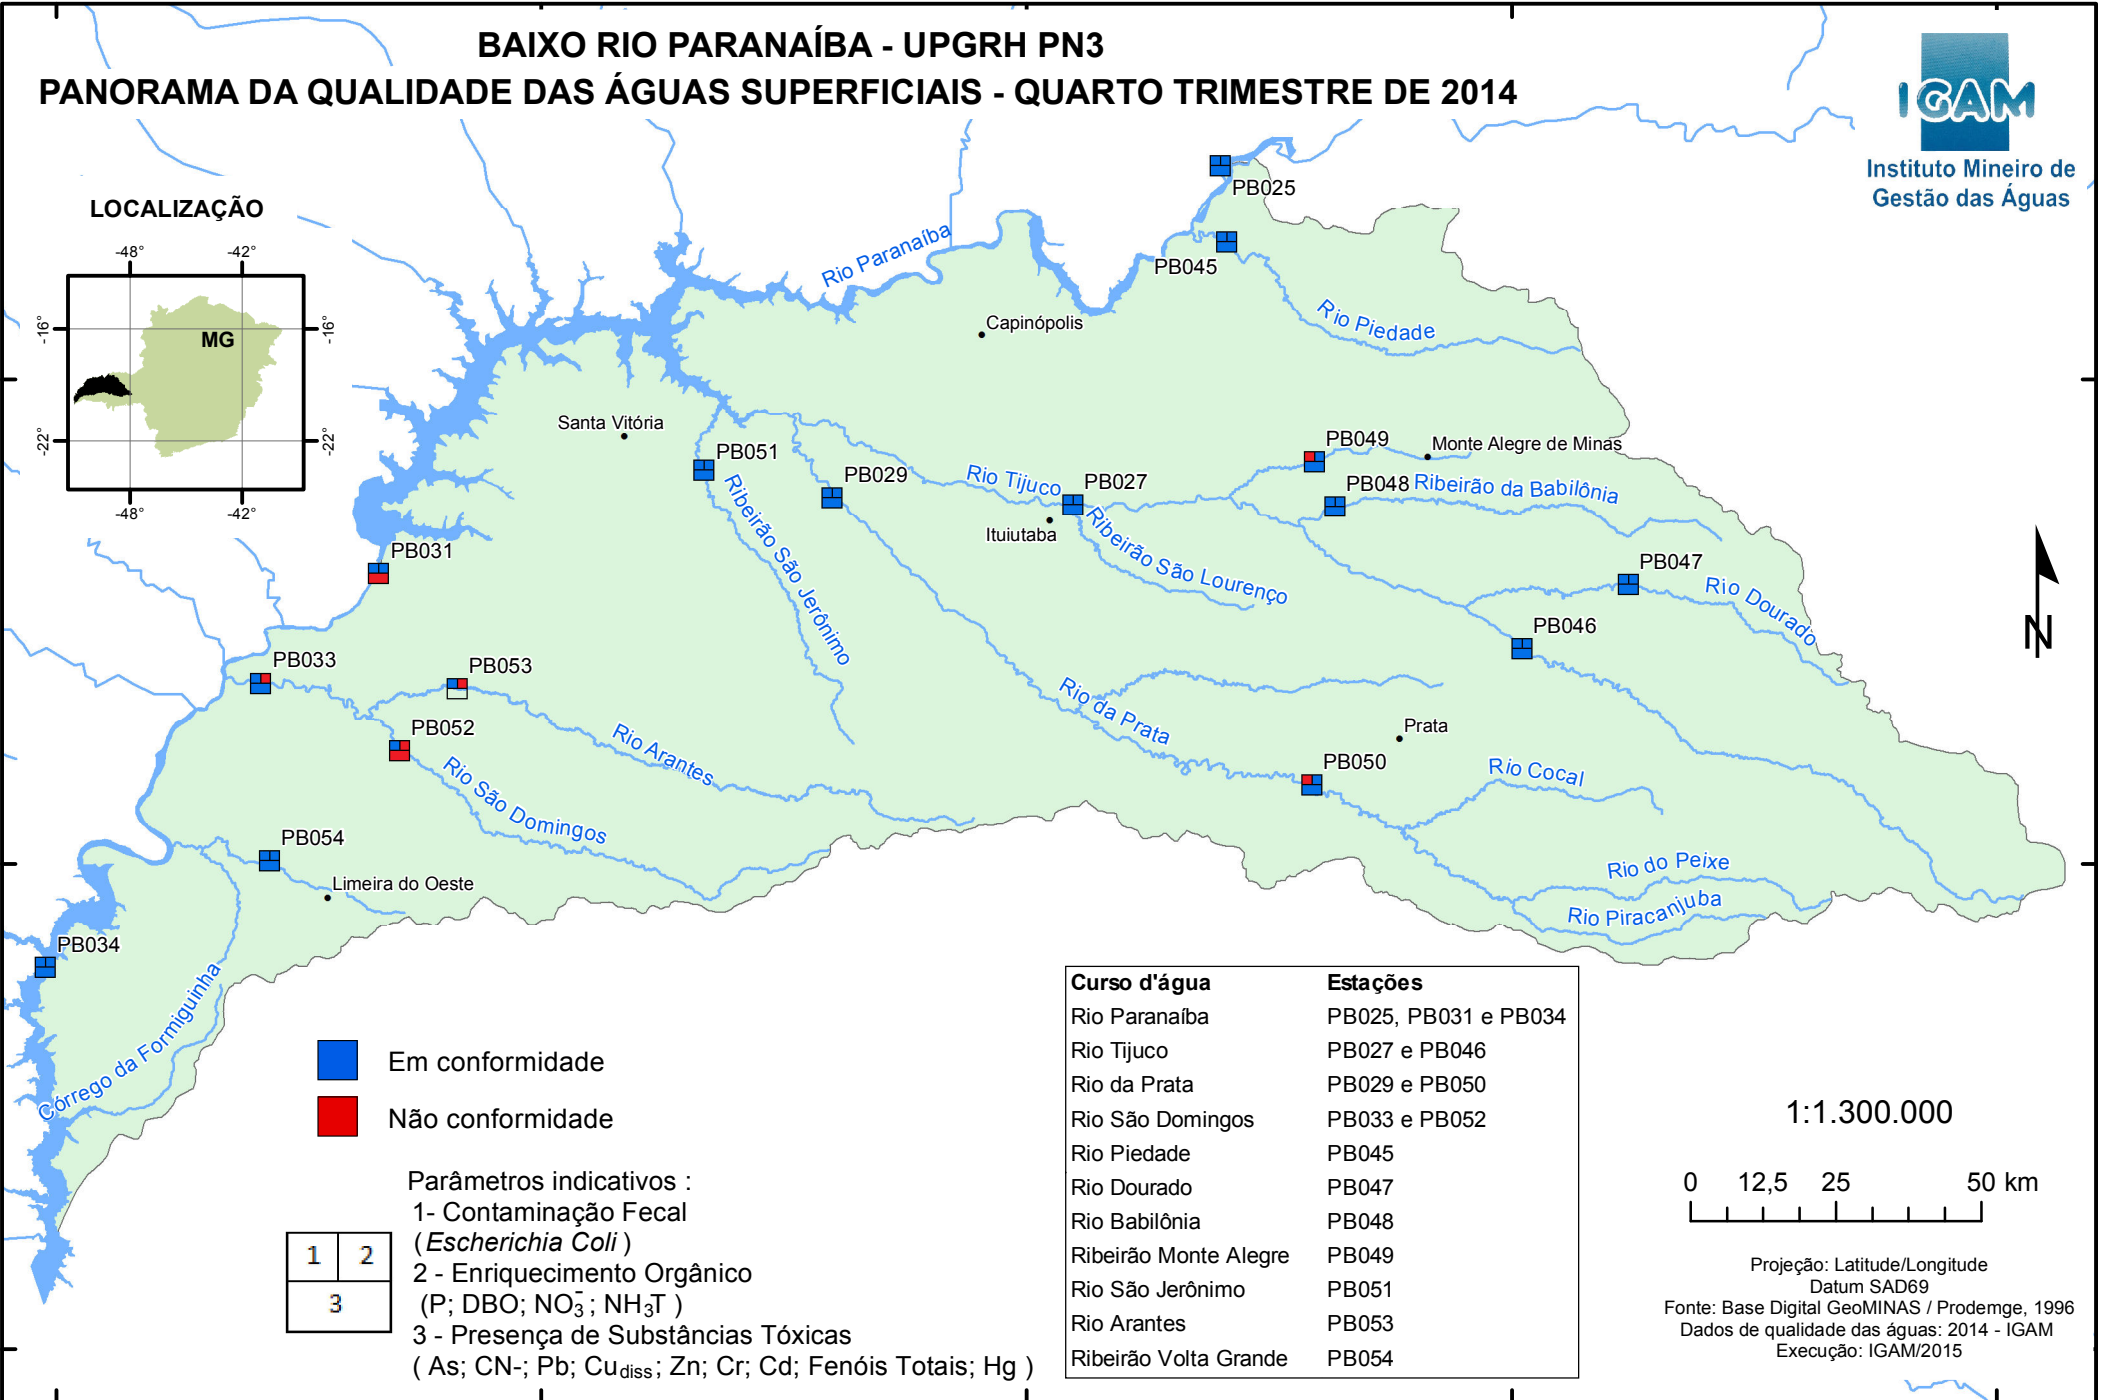 BAIXO RIO PARANAÍBA - UPGRH PN3
PANORAMA DA QUALIDADE DAS ÁGUAS SUPERFICIAIS - QUARTO TRIMESTRE DE 2014
IGAM
Instituto Mineiro de
Gestão das Águas
LOCALIZAÇÃO
-48°
-42°
-16°
-16°
MG
-22°
-22°
-48°
-42°
PB025
Rio Paranaíba
PB045
Rio Piedade
Capinópolis
Santa Vitória
PB051
PB029
Rio Tijuco
PB027
PB049
Monte Alegre de Minas
PB048
Ribeirão da Babilônia
Ituiutaba
Ribeirão São Lourenço
Ribeirão São Jerônimo
PB031
PB047
Rio Dourado
PB046
PB033
PB053
PB052
Rio Arantes
Rio da Prata
Prata
PB050
Rio Cocal
Rio São Domingos
PB054
Limeira do Oeste
Rio do Peixe
Rio Piracanjuba
PB034
Córrego da Formiguinha
N
Em conformidade
Não conformidade
Parâmetros indicativos :
1- Contaminação Fecal
(Escherichia Coli )
2 - Enriquecimento Orgânico
(P; DBO; NO₃⁻; NH₃T )
3 - Presença de Substâncias Tóxicas
( As; CN-; Pb; Cudiss; Zn; Cr; Cd; Fenóis Totais; Hg )
1 2
3
Curso d'água Estações
Rio Paranaíba PB025, PB031 e PB034
Rio Tijuco PB027 e PB046
Rio da Prata PB029 e PB050
Rio São Domingos PB033 e PB052
Rio Piedade PB045
Rio Dourado PB047
Rio Babilônia PB048
Ribeirão Monte Alegre PB049
Rio São Jerônimo PB051
Rio Arantes PB053
Ribeirão Volta Grande PB054
1:1.300.000
0 12,5 25 50 km
Projeção: Latitude/Longitude
Datum SAD69
Fonte: Base Digital GeoMINAS / Prodemge, 1996
Dados de qualidade das águas: 2014 - IGAM
Execução: IGAM/2015